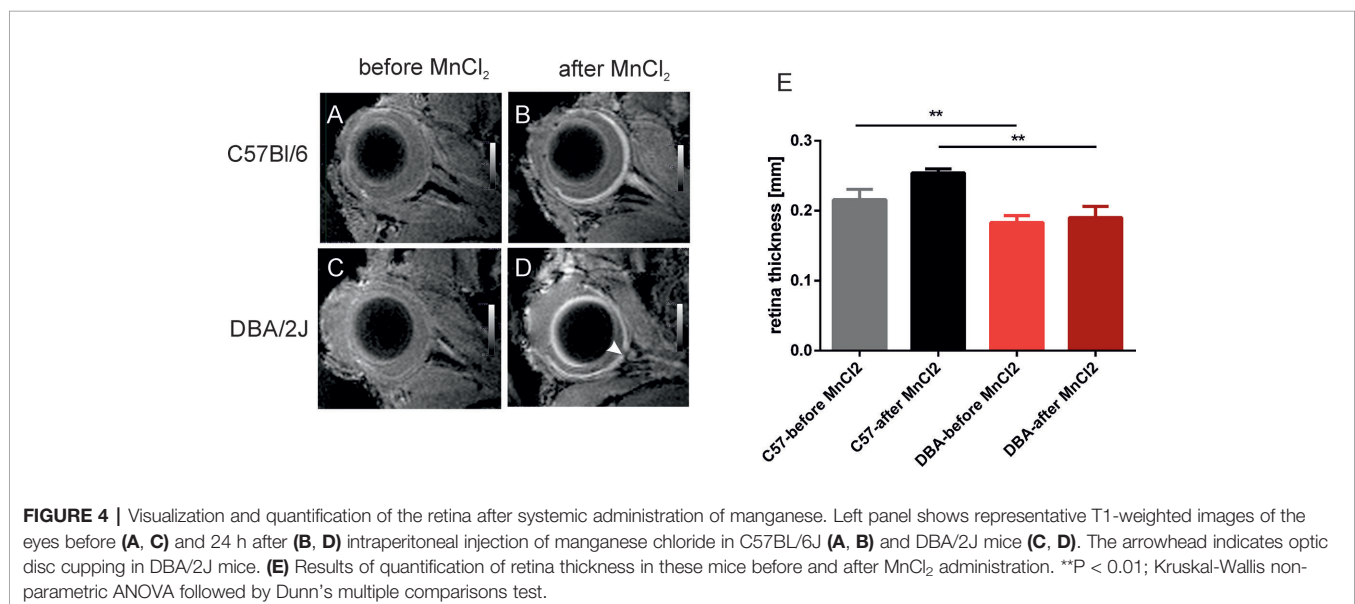 before MnCl₂ after MnCl₂
C57Bl/6
A B
DBA/2J
C D
E
** **
retina thickness [mm]
0.3
0.2
0.1
0.0
C57-before MnCl2
C57-after MnCl2
DBA-before MnCl2
DBA-after MnCl2
FIGURE 4 | Visualization and quantification of the retina after systemic administration of manganese. Left panel shows representative T1-weighted images of the
eyes before (A, C) and 24 h after (B, D) intraperitoneal injection of manganese chloride in C57BL/6J (A, B) and DBA/2J mice (C, D). The arrowhead indicates optic
disc cupping in DBA/2J mice. (E) Results of quantification of retina thickness in these mice before and after MnCl₂ administration. **P < 0.01; Kruskal-Wallis non-
parametric ANOVA followed by Dunn's multiple comparisons test.